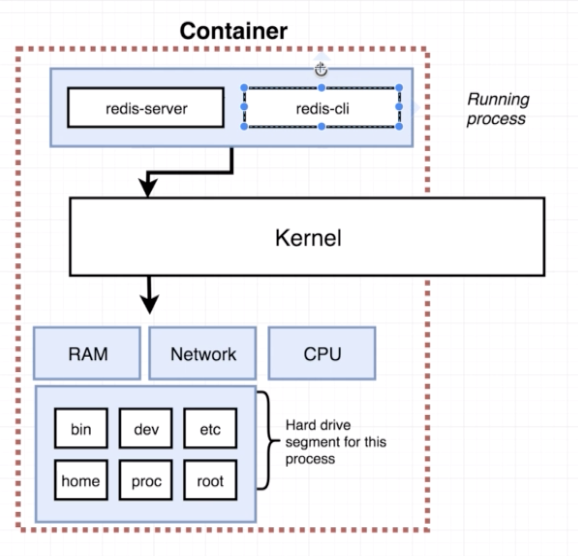 Container
redis-server
redis-cli
Running
process
Kernel
RAM
Network
CPU
bin
dev
etc
home
proc
root
Hard drive
segment for this
process